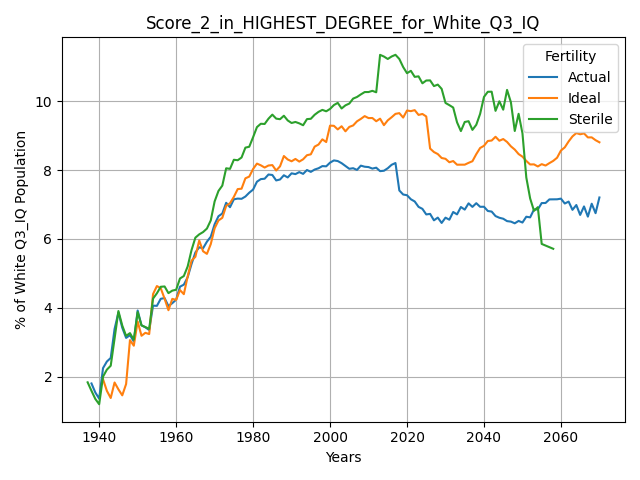 Score_2_in_HIGHEST_DEGREE_for_White_Q3_IQ
Fertility
Actual
Ideal
Sterile
% of White Q3_IQ Population
10
8
6
4
2
1940
1960
1980
2000
2020
2040
2060
Years